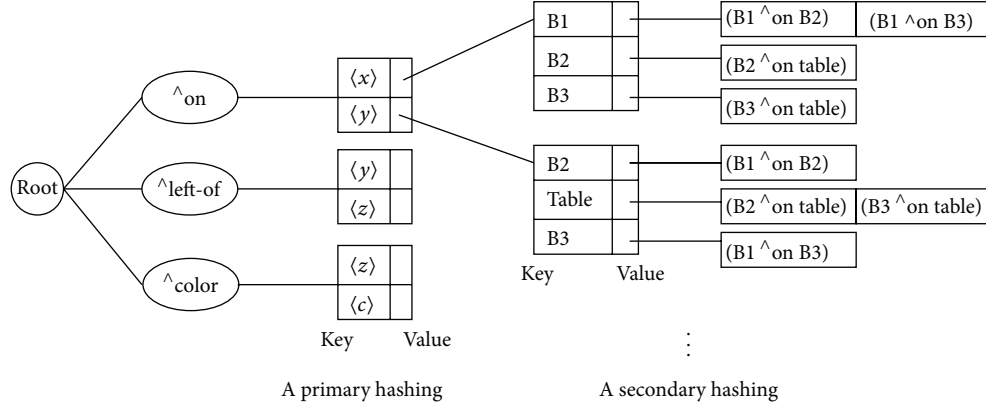 Root
^on
^left-of
^color
⟨x⟩
⟨y⟩
⟨y⟩
⟨z⟩
⟨z⟩
⟨c⟩
Key Value
A primary hashing
B1
B2
B3
B2
Table
B3
Key Value
(B1 ^on B2) (B1 ^on B3)
(B2 ^on table)
(B3 ^on table)
(B1 ^on B2)
(B2 ^on table) (B3 ^on table)
(B1 ^on B3)
⋮
A secondary hashing